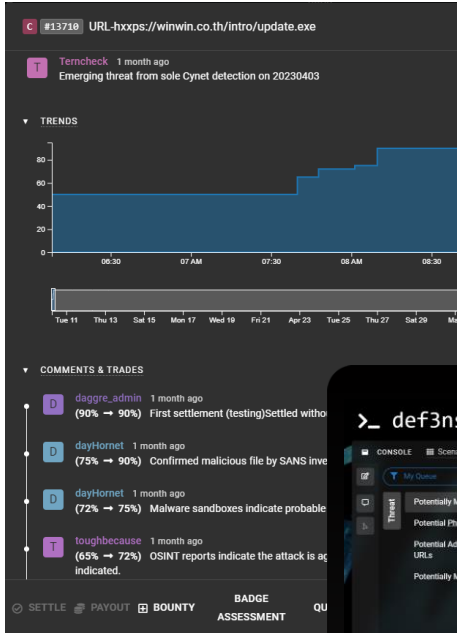 C #13710 URL-hxxps://winwin.co.th/intro/update.exe
T Terncheck 1 month ago
Emerging threat from sole Cynet detection on 20230403
▼ TRENDS
80
60
40
20
0
06:30 07 AM 07:30 08 AM 08:30
Tue 11 Thu 13 Sat 15 Mon 17 Wed 19 Fri 21 Apr 23 Tue 25 Thu 27 Sat 29 Ma
▼ COMMENTS & TRADES
D daggre_admin 1 month ago
(90% → 90%) First settlement (testing)Settled witho
D dayHornet 1 month ago
(75% → 90%) Confirmed malicious file by SANS inve
D dayHornet 1 month ago
(72% → 75%) Malware sandboxes indicate probable
T toughbecause 1 month ago
(65% → 72%) OSINT reports indicate the attack is ag
indicated.
SETTLE PAYOUT BOUNTY BADGE ASSESSMENT QU
>_ def3ns
CONSOLE Scena
My Queue
Threat
Potentially M
Potential Ph
Potential Ad
URLs
Potentially M